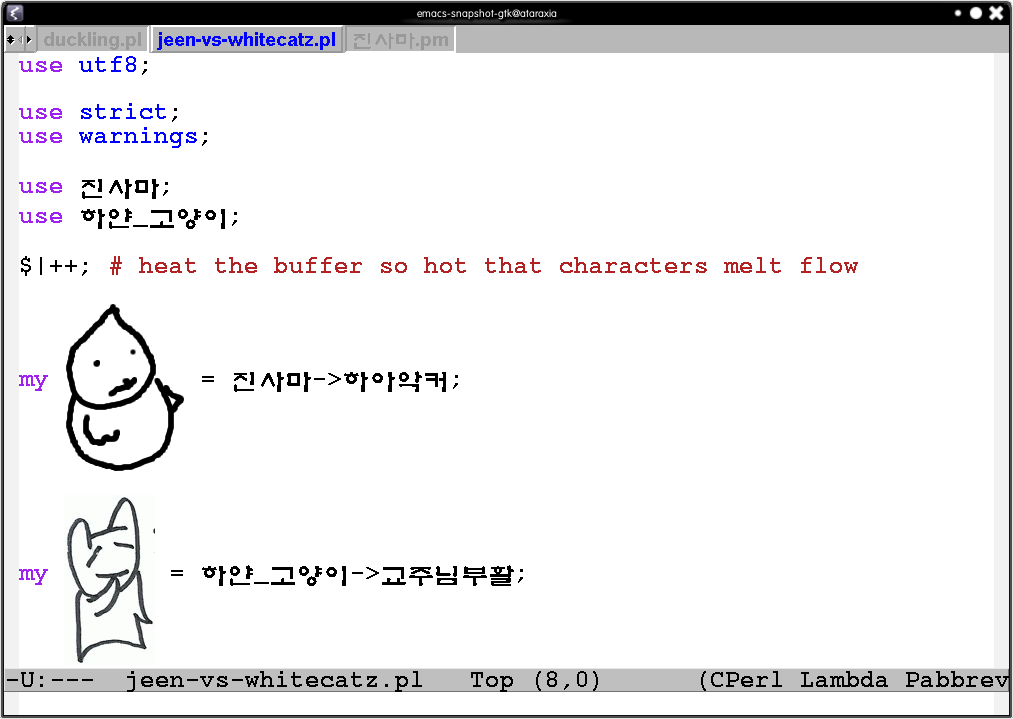 emacs-snapshot-gtk@ataraxia
duckling.pl jeen-vs-whitecatz.pl 진사마.pm
use utf8;
use strict;
use warnings;
use 진사마;
use 하얀_고양이;
$|++; # heat the buffer so hot that characters melt flow
my = 진사마->하아악커;
my = 하얀_고양이->교주님부활;
-U:--- jeen-vs-whitecatz.pl Top (8,0) (CPerl Lambda Pabbrev